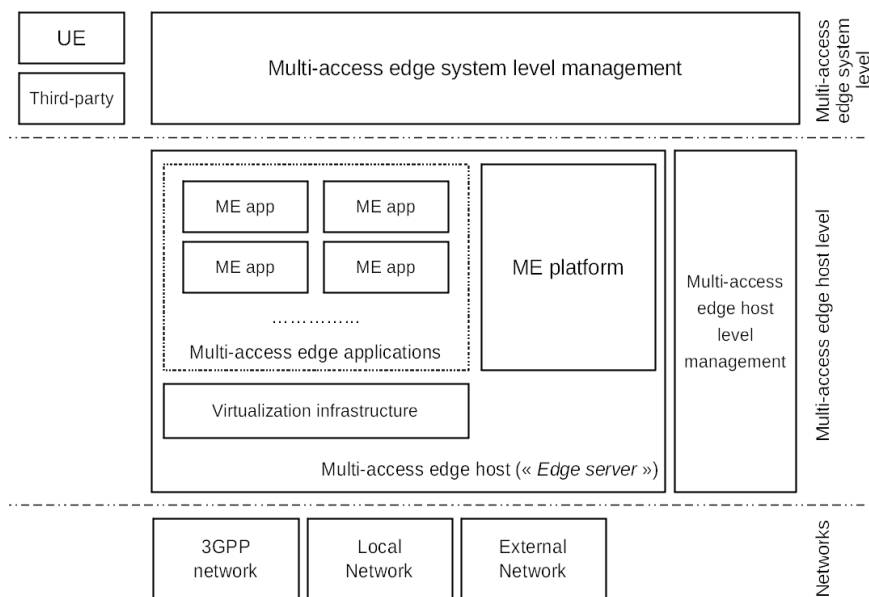 UE
Third-party
Multi-access edge system level management
Multi-access
edge system
level
ME app
ME app
ME app
ME app
……………
Multi-access edge applications
ME platform
Virtualization infrastructure
Multi-access edge host (« Edge server »)
Multi-access
edge host
level
management
Multi-access edge host level
3GPP
network
Local
Network
External
Network
Networks